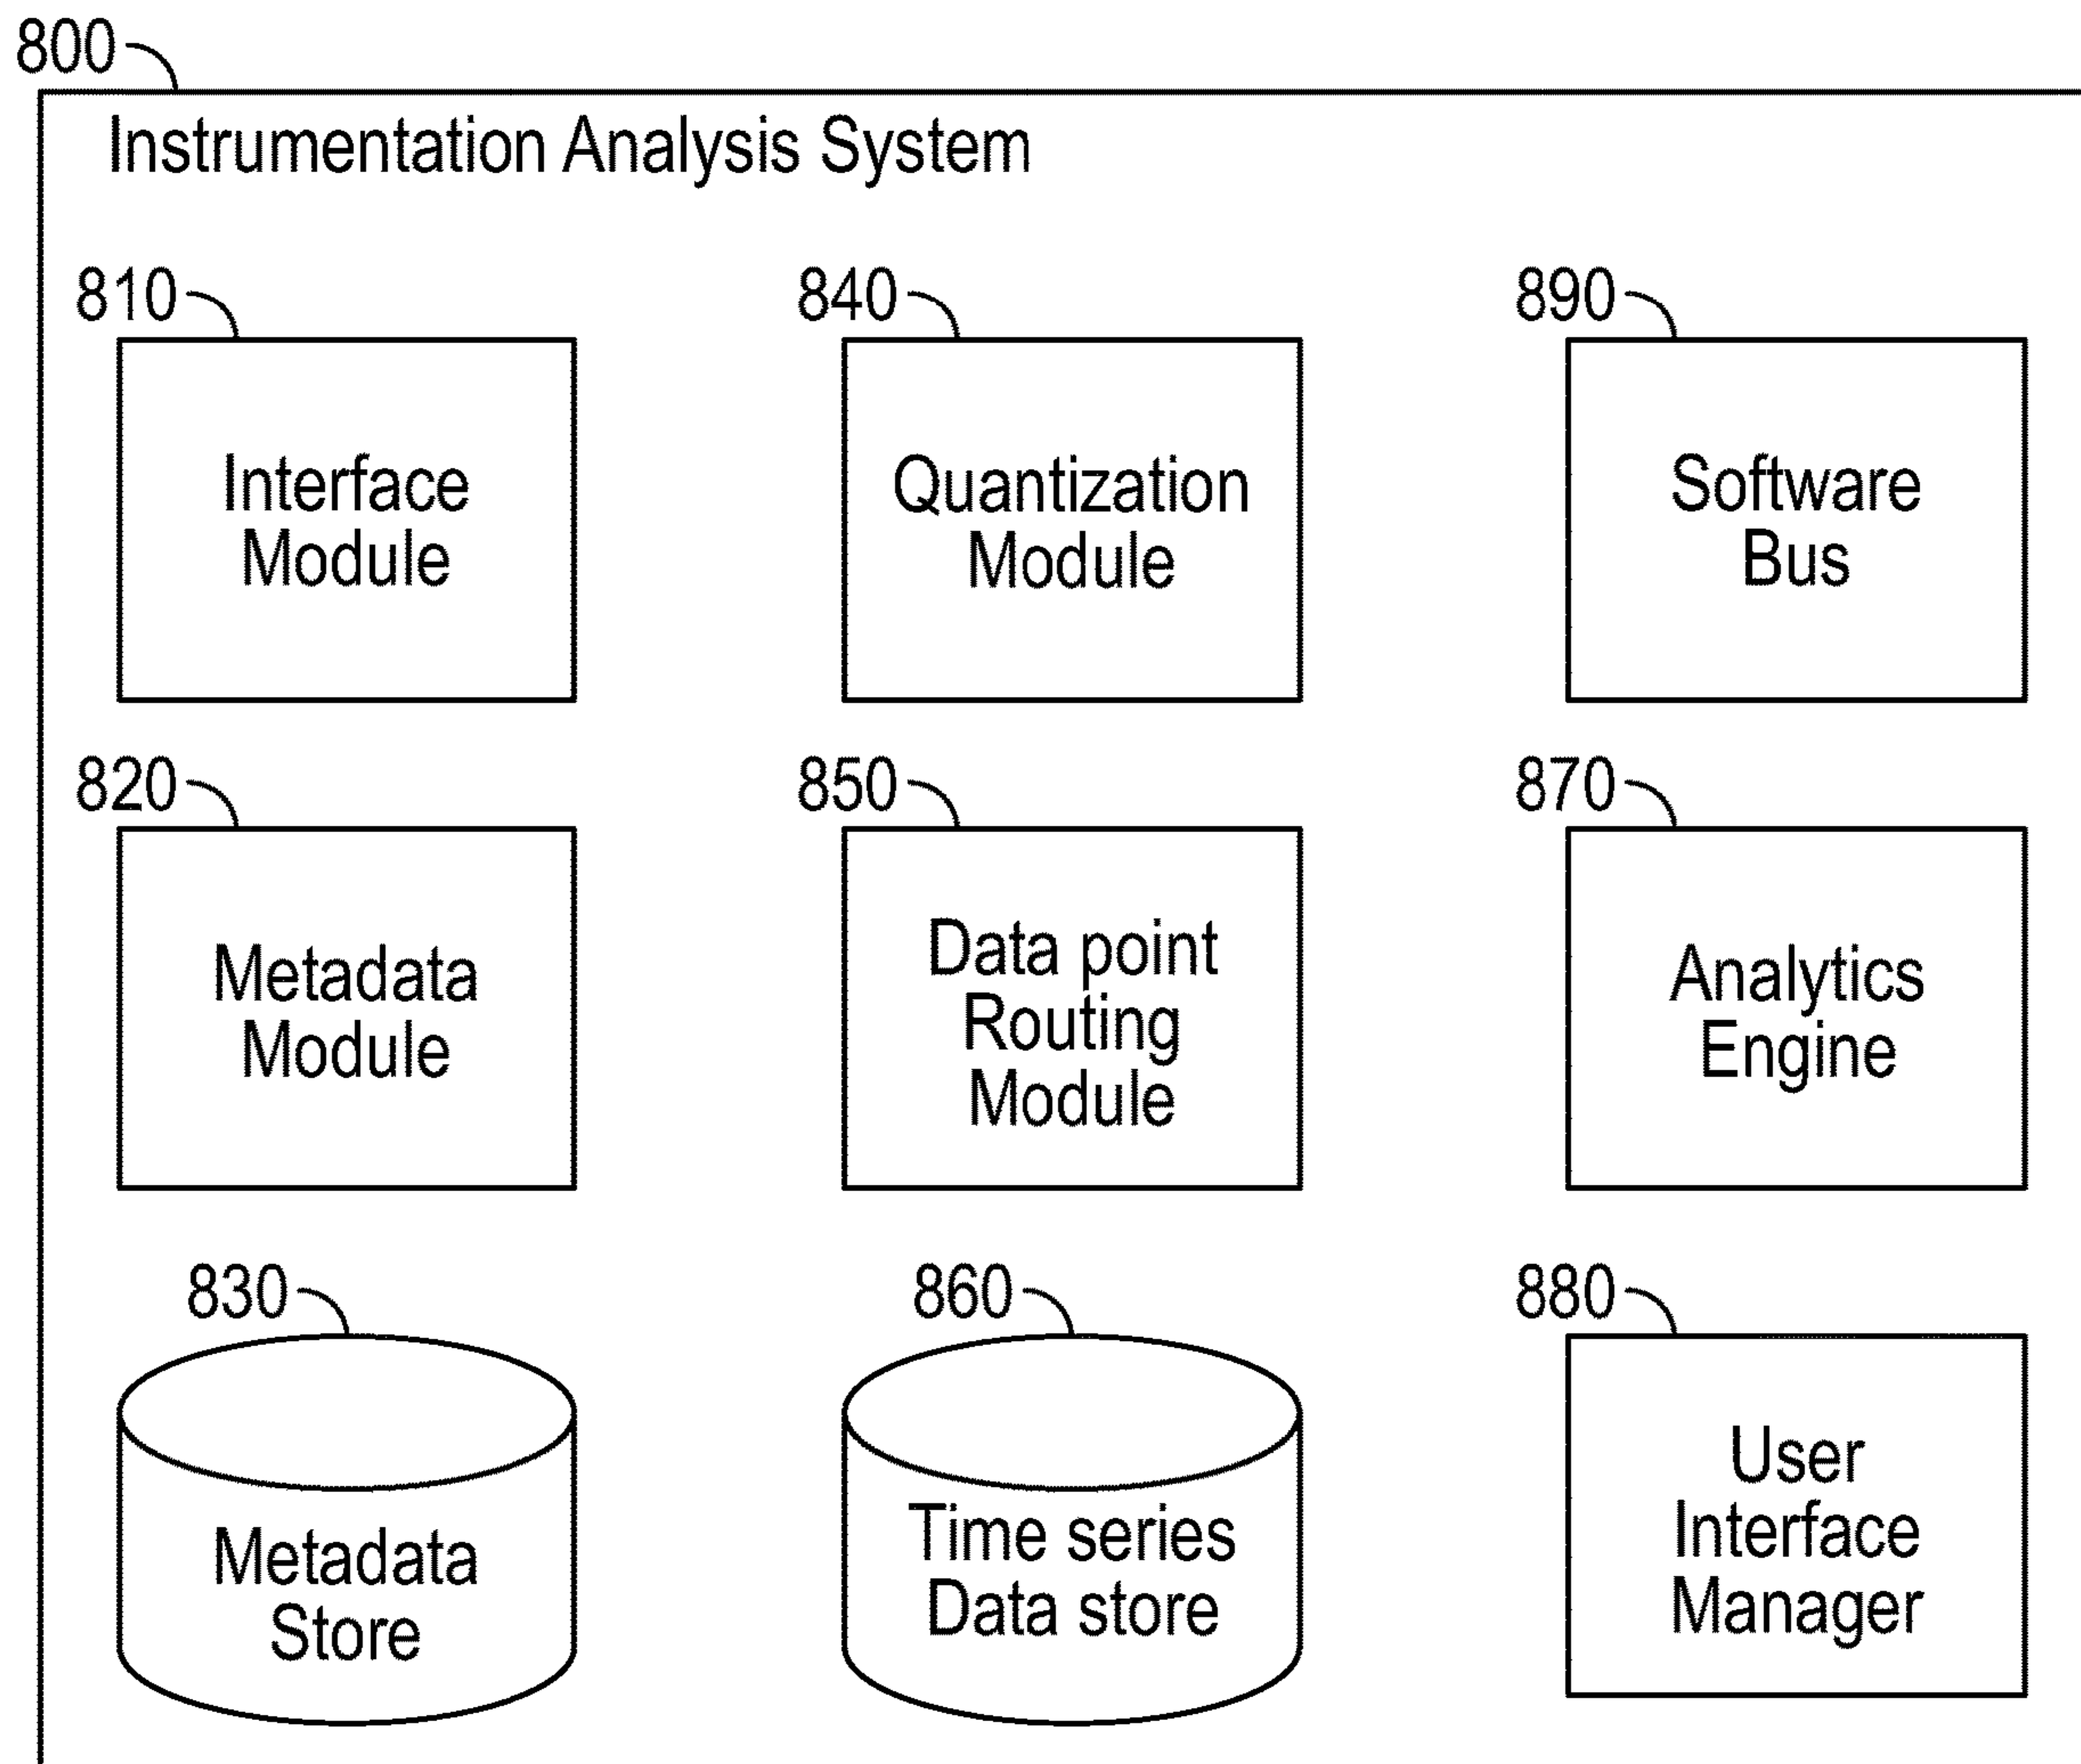 800
Instrumentation Analysis System
810
Interface
Module
840
Quantization
Module
890
Software
Bus
820
Metadata
Module
850
Data point
Routing
Module
870
Analytics
Engine
830
Metadata
Store
860
Time series
Data store
880
User
Interface
Manager